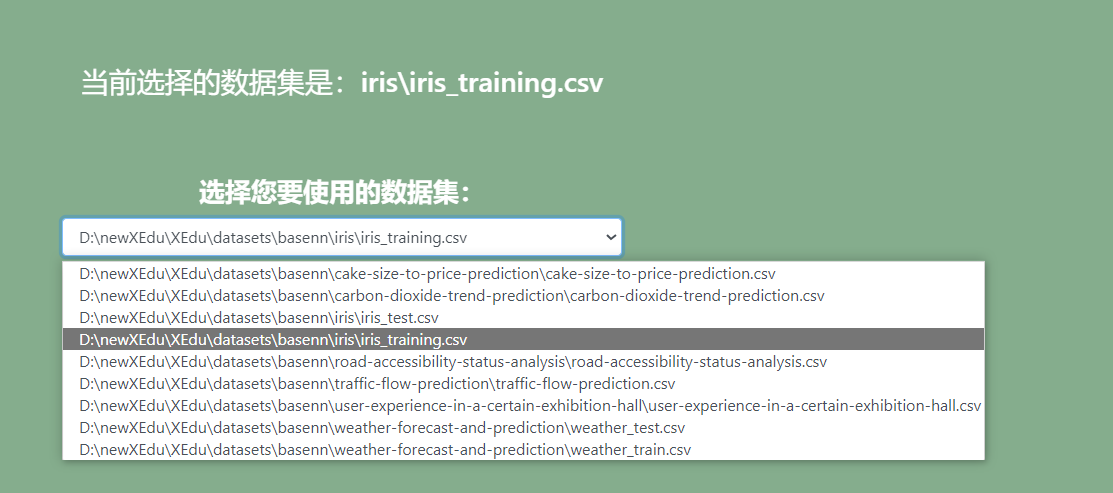 当前选择的数据集是：iris\iris_training.csv
选择您要使用的数据集：
D:\newXEdu\XEdu\datasets\basenn\iris\iris_training.csv
D:\newXEdu\XEdu\datasets\basenn\cake-size-to-price-prediction\cake-size-to-price-prediction.csv
D:\newXEdu\XEdu\datasets\basenn\carbon-dioxide-trend-prediction\carbon-dioxide-trend-prediction.csv
D:\newXEdu\XEdu\datasets\basenn\iris\iris_test.csv
D:\newXEdu\XEdu\datasets\basenn\iris\iris_training.csv
D:\newXEdu\XEdu\datasets\basenn\road-accessibility-status-analysis\road-accessibility-status-analysis.csv
D:\newXEdu\XEdu\datasets\basenn\traffic-flow-prediction\traffic-flow-prediction.csv
D:\newXEdu\XEdu\datasets\basenn\user-experience-in-a-certain-exhibition-hall\user-experience-in-a-certain-exhibition-hall.csv
D:\newXEdu\XEdu\datasets\basenn\weather-forecast-and-prediction\weather_test.csv
D:\newXEdu\XEdu\datasets\basenn\weather-forecast-and-prediction\weather_train.csv